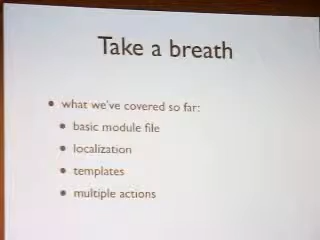 Take a breath
• what we've covered so far:
• basic module file
• localization
• templates
• multiple actions